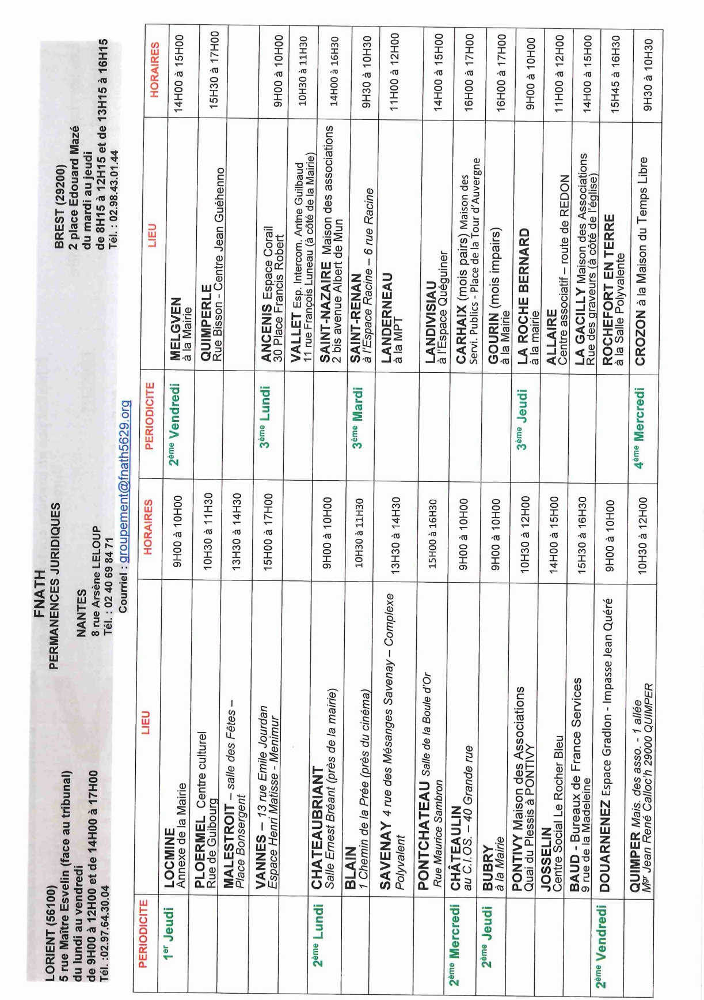 FNATH
PERMANENCES JURIDIQUES
LORIENT (56100)
5 rue Maître Esvelin (face au tribunal)
du lundi au vendredi
de 9H00 à 12H00 et de 14H00 à 17H00
Tél. :02.97.64.30.04
NANTES
8 rue Arsène LELOUP
Tél. : 02 40 69 84 71
BREST (29200)
2 place Edouard Mazé
du mardi au jeudi
de 8H15 à 12H15 et de 13H15 à 16H15
Tél. : 02.98.43.01.44
Courriel : groupement@fnath5629.org
PERIODICITE LIEU HORAIRES PERIODICITE LIEU HORAIRES
1er Jeudi
LOCMINE
Annexe de la Mairie
9H00 à 10H00
2ème Vendredi
MELGVEN
à la Mairie
14H00 à 15H00
PLOERMEL Centre culturel
Rue de Guibourg
10H30 à 11H30
QUIMPERLE
Rue Bisson - Centre Jean Guéhenno
15H30 à 17H00
MALESTROIT – salle des Fêtes –
Place Bonsergent
13H30 à 14H30
VANNES – 13 rue Emile Jourdan
Espace Henri Matisse - Menimur
15H00 à 17H00
3ème Lundi
ANCENIS Espace Corail
30 Place Francis Robert
9H00 à 10H00
VALLET Esp. Intercom. Antne Guilbaud
11 rue François Luneau (à côté de la Mairie)
10H30 à 11H30
2ème Lundi
CHATEAUBRIANT
Salle Ernest Bréant (près de la mairie)
9H00 à 10H00
SAINT-NAZAIRE Maison des associations
2 bis avenue Albert de Mun
14H00 à 16H30
BLAIN
1 Chemin de la Prée (près du cinéma)
10H30 à 11H30
3ème Mardi
SAINT-RENAN
à l'Espace Racine – 6 rue Racine
9H30 à 10H30
SAVENAY 4 rue des Mésanges Savenay – Complexe
Polyvalent
13H30 à 14H30
LANDERNEAU
à la MPT
11H00 à 12H00
PONTCHATEAU Salle de la Boule d'Or
Rue Maurice Sambron
15H00 à 16H30
LANDIVISIAU
à l'Espace Quéguiner
14H00 à 15H00
2ème Mercredi
CHÂTEAULIN
au C.I.OS. – 40 Grande rue
9H00 à 10H00
CARHAIX (mois pairs) Maison des
Servi. Publics - Place de la Tour d'Auvergne
16H00 à 17H00
2ème Jeudi
BUBRY
à la Mairie
9H00 à 10H00
GOURIN (mois impairs)
à la Mairie
16H00 à 17H00
PONTIVY Maison des Associations
Quai du Plessis à PONTIVY
10H30 à 12H00
3ème Jeudi
LA ROCHE BERNARD
à la mairie
9H00 à 10H00
JOSSELIN
Centre Social Le Rocher Bleu
14H00 à 15H00
ALLAIRE
Centre associatif – route de REDON
11H00 à 12H00
BAUD - Bureaux de France Services
9 rue de la Madeleine
15H30 à 16H30
LA GACILLY Maison des Associations
Rue des graveurs (à côté de l'église)
14H00 à 15H00
2ème Vendredi
DOUARNENEZ Espace Gradlon - Impasse Jean Quéré
9H00 à 10H00
ROCHEFORT EN TERRE
à la Salle Polyvalente
15H45 à 16H30
QUIMPER Mais. des asso. - 1 allée
Mgr Jean René Calloc'h 29000 QUIMPER
10H30 à 12H00
4ème Mercredi
CROZON à la Maison du Temps Libre
9H30 à 10H30